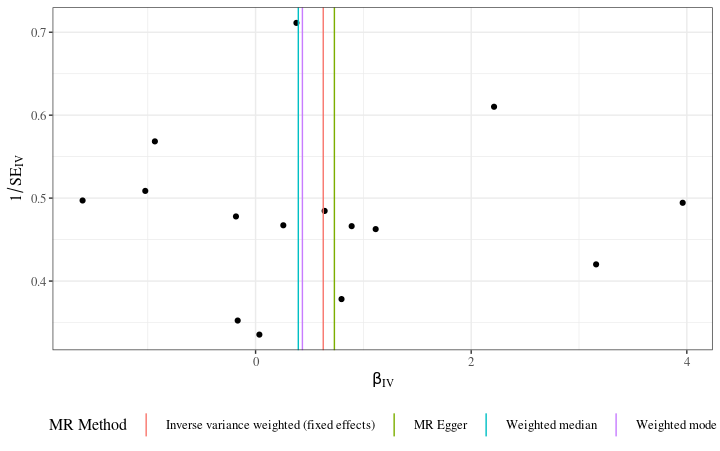 0.7
0.6
0.5
0.4
1/SE_IV
0 2 4
β_IV
MR Method Inverse variance weighted (fixed effects) MR Egger Weighted median Weighted mode